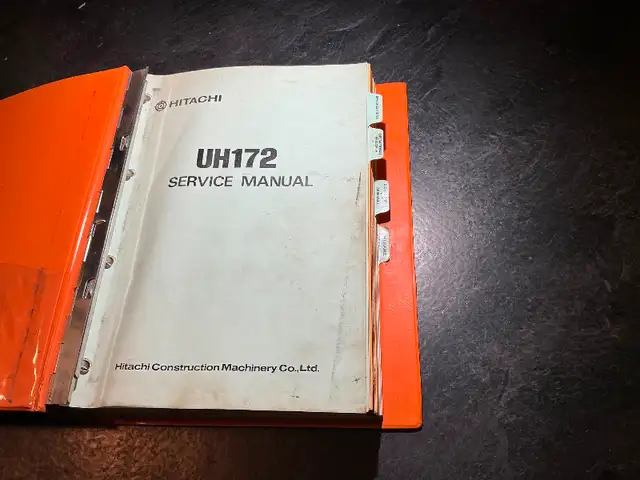 HITACHI
UH172
SERVICE MANUAL
Hitachi Construction Machinery Co., Ltd.